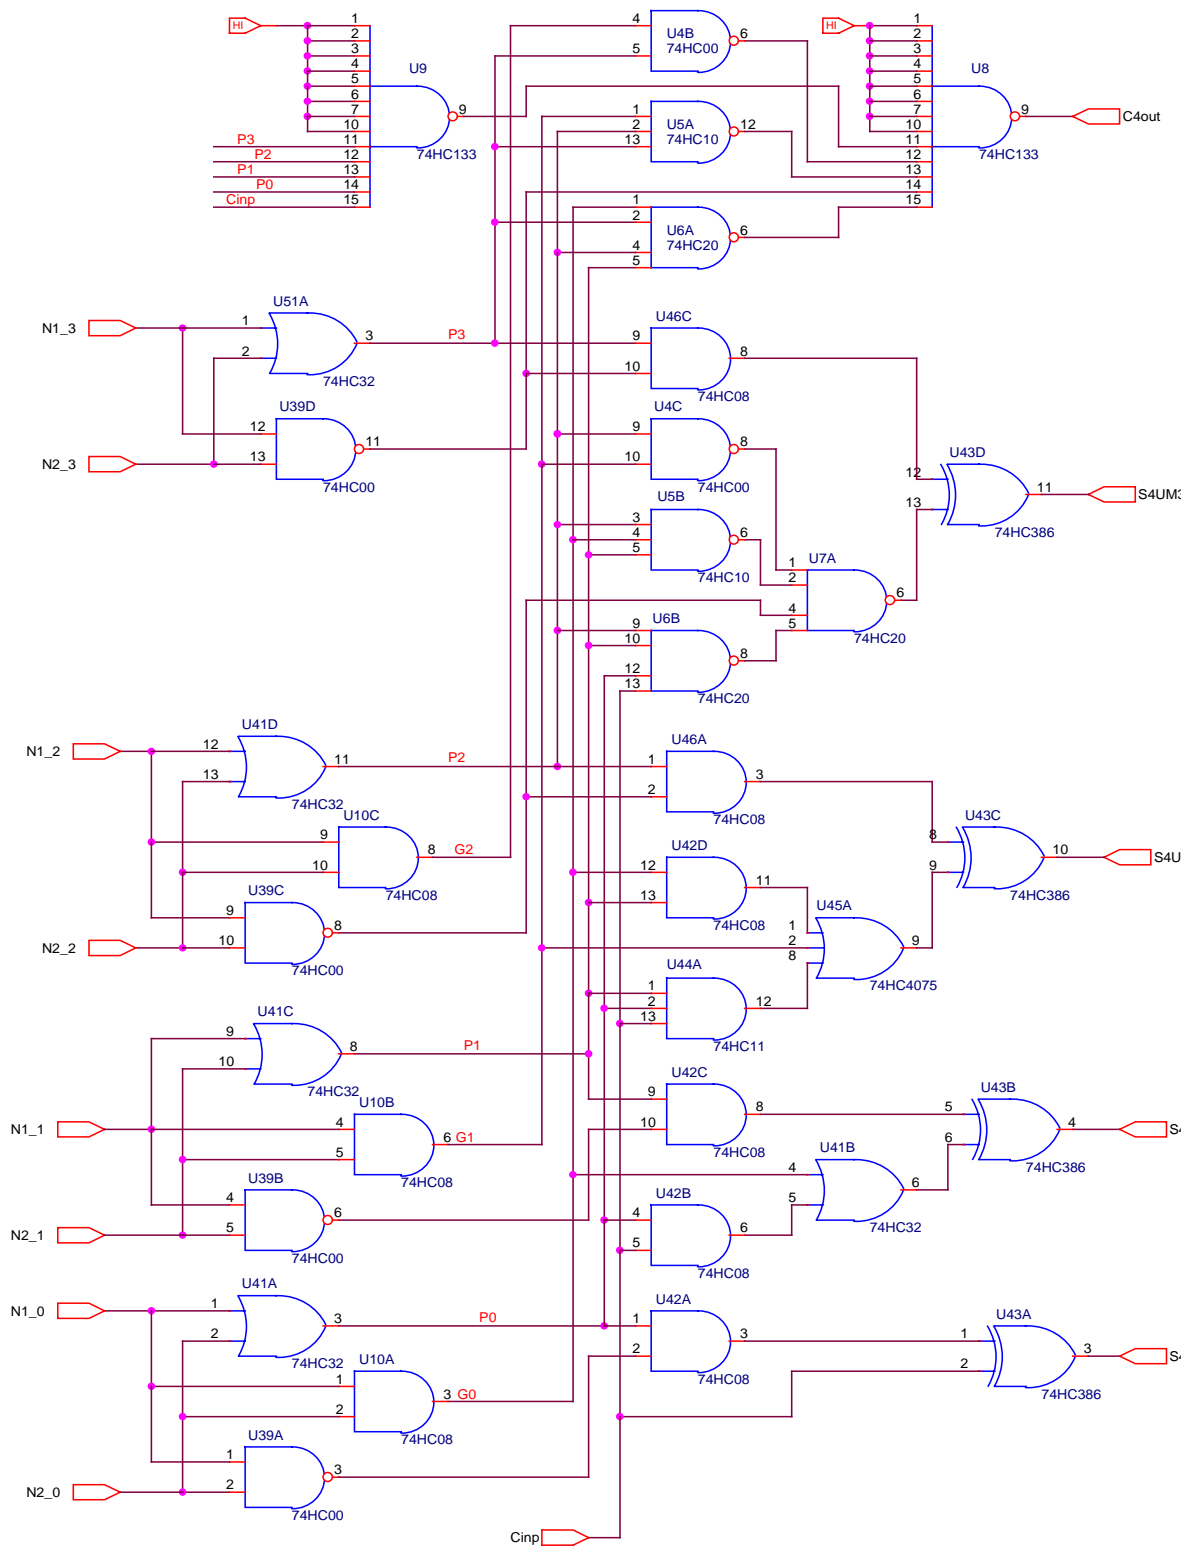 HI
1
2
3
4
5
6
7
10
11
12
13
14
15
P3
P2
P1
P0
Cinp
U9
9
74HC133
4
5
U4B
74HC00
6
1
2
13
U5A
74HC10
12
1
2
4
5
U6A
74HC20
6
HI
1
2
3
4
5
6
7
10
11
12
13
14
15
U8
9
74HC133
C4out
N1_3
1
2
U51A
3
74HC32
P3
N2_3
12
13
U39D
11
74HC00
9
10
U46C
8
74HC08
9
10
U4C
8
74HC00
3
4
5
U5B
6
74HC10
1
2
4
5
U7A
6
74HC20
9
10
12
13
U6B
8
74HC20
12
13
U43D
11
74HC386
S4UM3
N1_2
12
13
U41D
11
74HC32
P2
9
10
U10C
8
74HC08
G2
N2_2
9
10
U39C
8
74HC00
1
2
U46A
3
74HC08
12
13
U42D
11
74HC08
1
2
8
U45A
9
74HC4075
1
2
13
U44A
12
74HC11
8
9
U43C
10
74HC386
S4U
N1_1
9
10
U41C
8
74HC32
P1
4
5
U10B
6
74HC08
G1
N2_1
4
5
U39B
6
74HC00
9
10
U42C
8
74HC08
4
5
U41B
6
74HC32
4
5
U42B
6
74HC08
5
6
U43B
4
74HC386
S4
N1_0
1
2
U41A
3
74HC32
P0
1
2
U10A
3
74HC08
G0
N2_0
1
2
U39A
3
74HC00
1
2
U42A
3
74HC08
1
2
U43A
3
74HC386
S4
Cinp